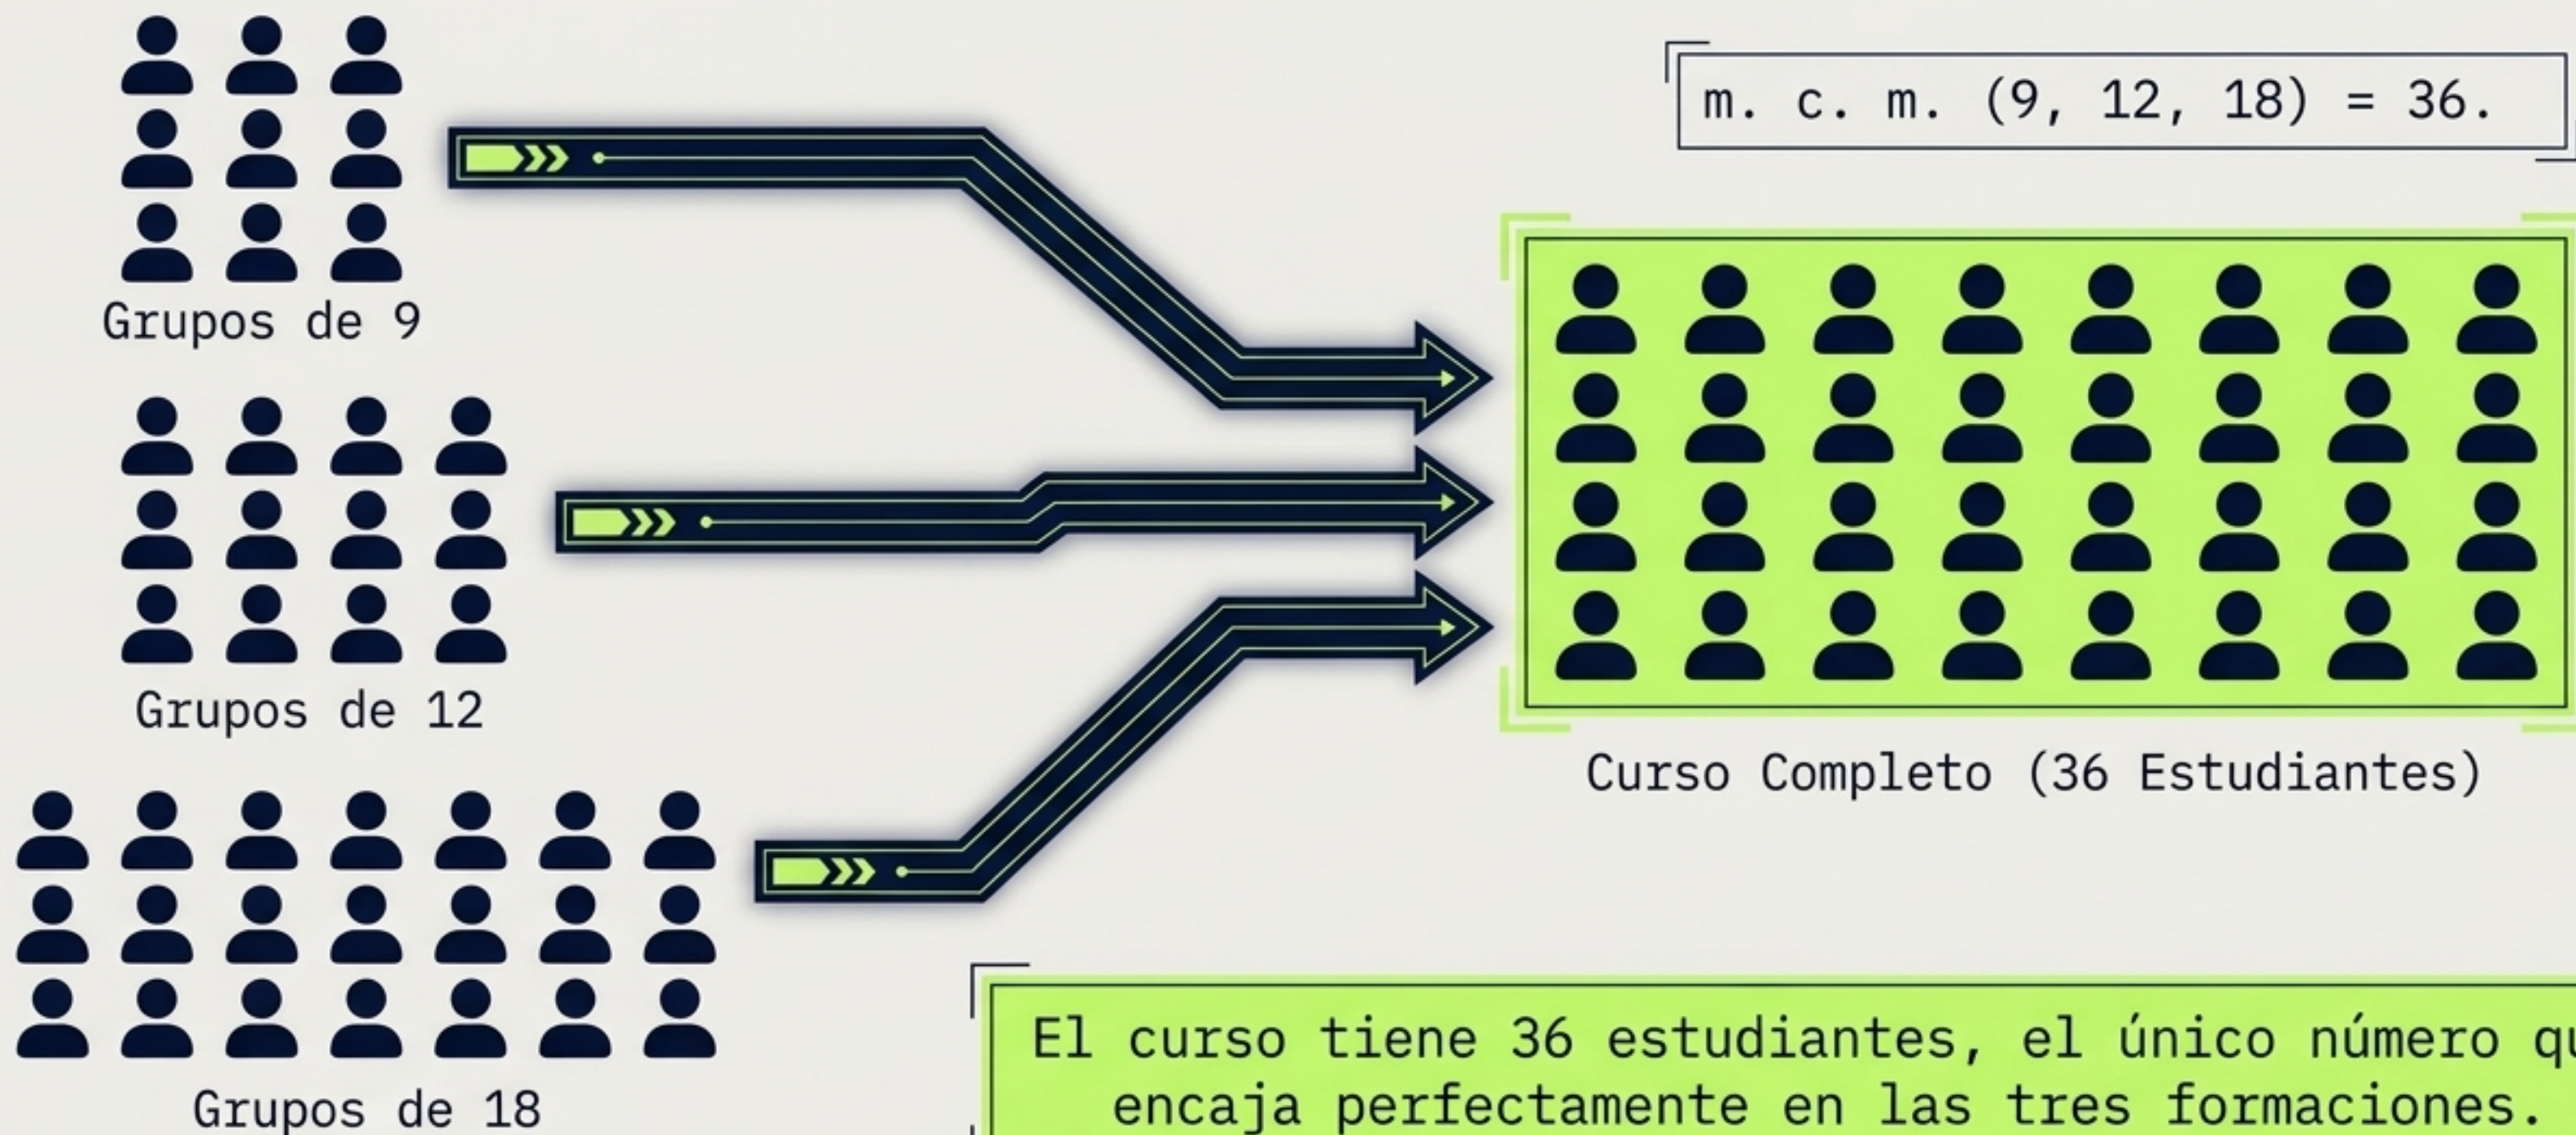 Grupos de 9
Grupos de 12
Grupos de 18
m. c. m. (9, 12, 18) = 36.
Curso Completo (36 Estudiantes)
El curso tiene 36 estudiantes, el único número
encaja perfectamente en las tres formaciones.